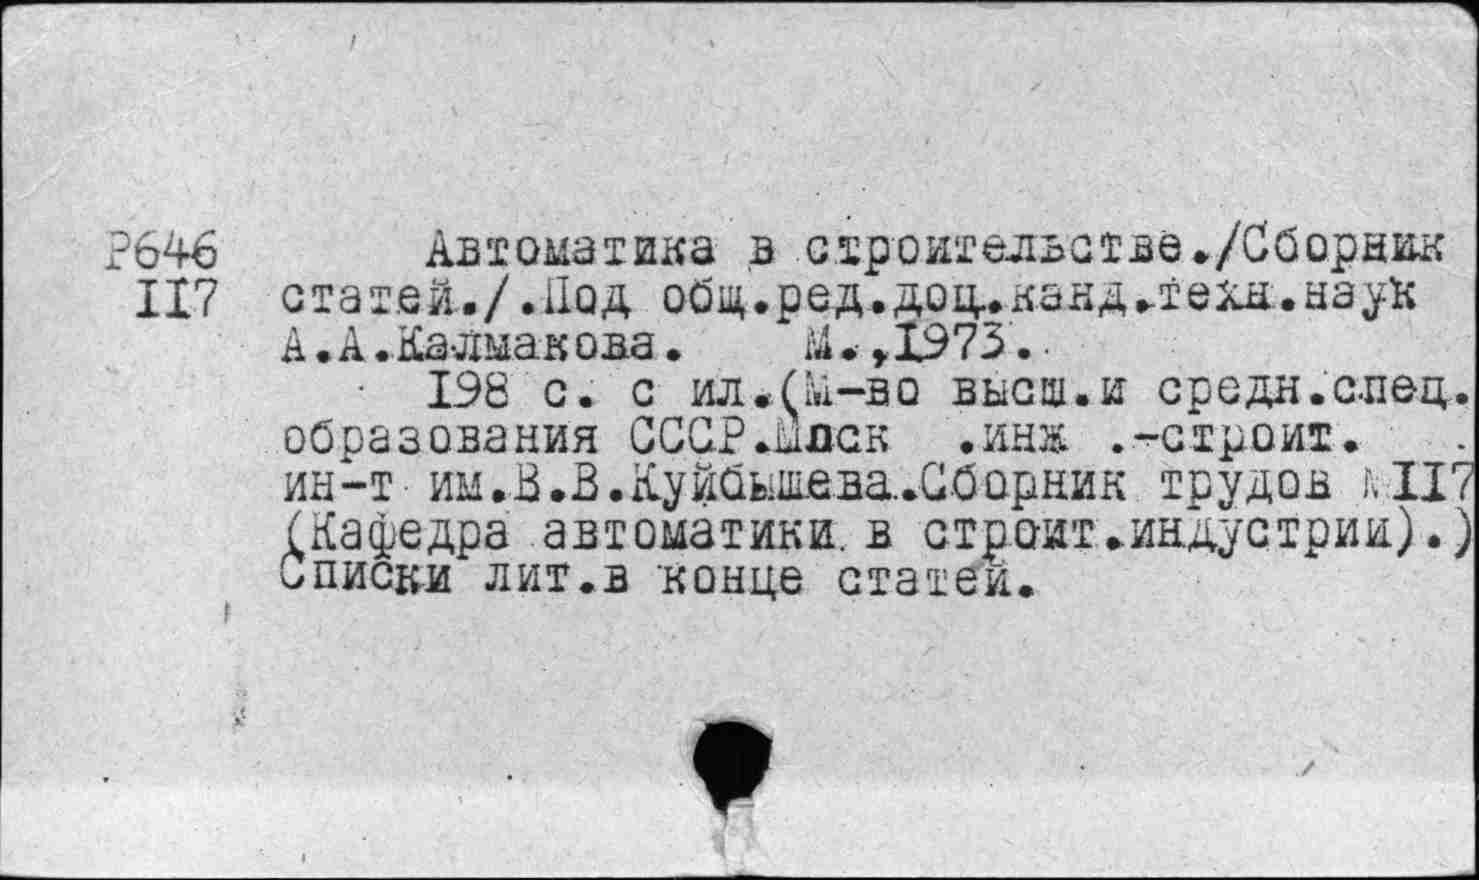 Р646 Автоматика в строительстве./Сборник
117 статей./.Под общ.ред.доц.канд.техн.наук
А.А.Калмакова. М.,1973.
198 с. с ил.(М-во высш.и средн.спец.
образования СССР. .инж .-строит.
ин-т им.В.В.Куйбышева.Сборник трудов №117
(Кафедра автоматики в строит.индустрии).)
Списки лит.в конце статей.